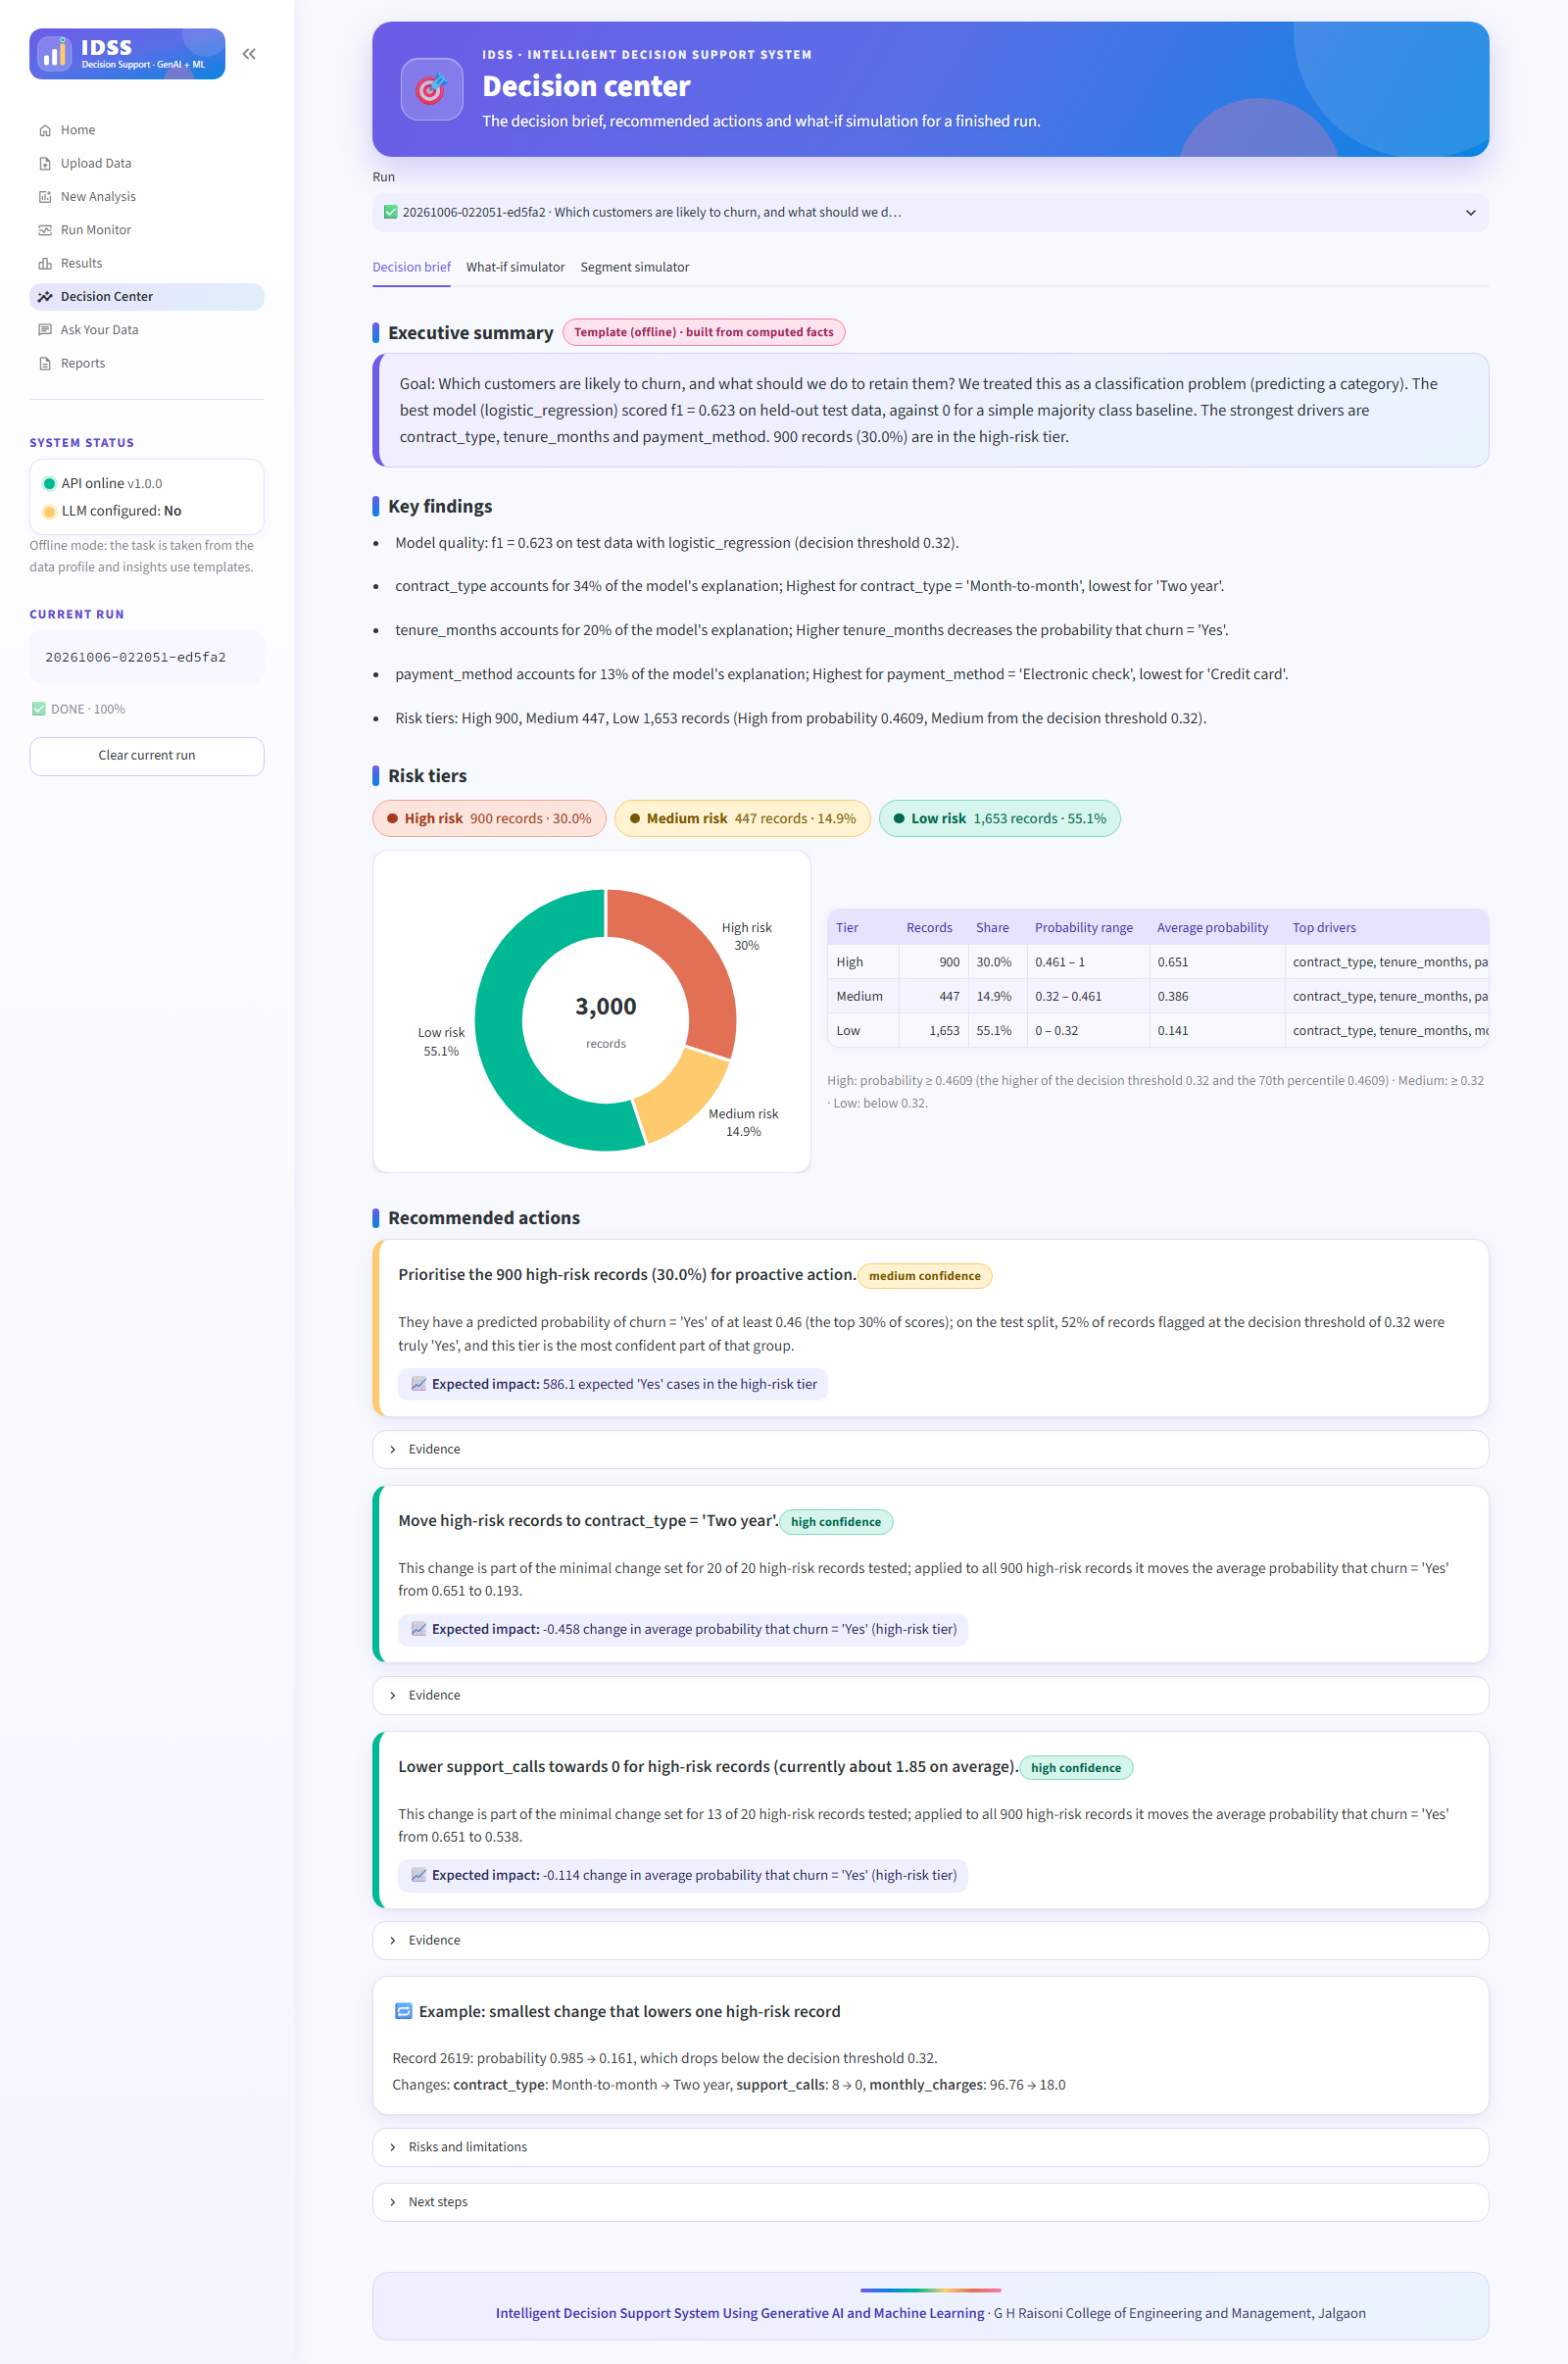 IDSS
Decision Support · GenAI + ML
Home
Upload Data
New Analysis
Run Monitor
Results
Decision Center
Ask Your Data
Reports
SYSTEM STATUS
API online v1.0.0
LLM configured: No
Offline mode: the task is taken from the
data profile and insights use templates.
CURRENT RUN
20261006-022051-ed5fa2
DONE · 100%
Clear current run
IDSS · INTELLIGENT DECISION SUPPORT SYSTEM
Decision center
The decision brief, recommended actions and what-if simulation for a finished run.
Run
20261006-022051-ed5fa2 · Which customers are likely to churn, and what should we d…
Decision brief What-if simulator Segment simulator
Executive summary Template (offline) · built from computed facts
Goal: Which customers are likely to churn, and what should we do to retain them? We treated this as a classification problem (predicting a category). The
best model (logistic_regression) scored f1 = 0.623 on held-out test data, against 0 for a simple majority class baseline. The strongest drivers are
contract_type, tenure_months and payment_method. 900 records (30.0%) are in the high-risk tier.
Key findings
• Model quality: f1 = 0.623 on test data with logistic_regression (decision threshold 0.32).
• contract_type accounts for 34% of the model's explanation; Highest for contract_type = 'Month-to-month', lowest for 'Two year'.
• tenure_months accounts for 20% of the model's explanation; Higher tenure_months decreases the probability that churn = 'Yes'.
• payment_method accounts for 13% of the model's explanation; Highest for payment_method = 'Electronic check', lowest for 'Credit card'.
• Risk tiers: High 900, Medium 447, Low 1,653 records (High from probability 0.4609, Medium from the decision threshold 0.32).
Risk tiers
High risk 900 records · 30.0%
Medium risk 447 records · 14.9%
Low risk 1,653 records · 55.1%
High risk
30%
3,000
records
Low risk
55.1%
Medium risk
14.9%
Tier Records Share Probability range Average probability Top drivers
High 900 30.0% 0.461 – 1 0.651 contract_type, tenure_months, pa
Medium 447 14.9% 0.32 – 0.461 0.386 contract_type, tenure_months, pa
Low 1,653 55.1% 0 – 0.32 0.141 contract_type, tenure_months, mo
High: probability ≥ 0.4609 (the higher of the decision threshold 0.32 and the 70th percentile 0.4609) · Medium: ≥ 0.32
· Low: below 0.32.
Recommended actions
Prioritise the 900 high-risk records (30.0%) for proactive action. medium confidence
They have a predicted probability of churn = 'Yes' of at least 0.46 (the top 30% of scores); on the test split, 52% of records flagged at the decision threshold of 0.32 were
truly 'Yes', and this tier is the most confident part of that group.
Expected impact: 586.1 expected 'Yes' cases in the high-risk tier
Evidence
Move high-risk records to contract_type = 'Two year'. high confidence
This change is part of the minimal change set for 20 of 20 high-risk records tested; applied to all 900 high-risk records it moves the average probability that churn = 'Yes'
from 0.651 to 0.193.
Expected impact: -0.458 change in average probability that churn = 'Yes' (high-risk tier)
Evidence
Lower support_calls towards 0 for high-risk records (currently about 1.85 on average). high confidence
This change is part of the minimal change set for 13 of 20 high-risk records tested; applied to all 900 high-risk records it moves the average probability that churn = 'Yes'
from 0.651 to 0.538.
Expected impact: -0.114 change in average probability that churn = 'Yes' (high-risk tier)
Evidence
Example: smallest change that lowers one high-risk record
Record 2619: probability 0.985 → 0.161, which drops below the decision threshold 0.32.
Changes: contract_type: Month-to-month → Two year, support_calls: 8 → 0, monthly_charges: 96.76 → 18.0
Risks and limitations
Next steps
Intelligent Decision Support System Using Generative AI and Machine Learning · G H Raisoni College of Engineering and Management, Jalgaon